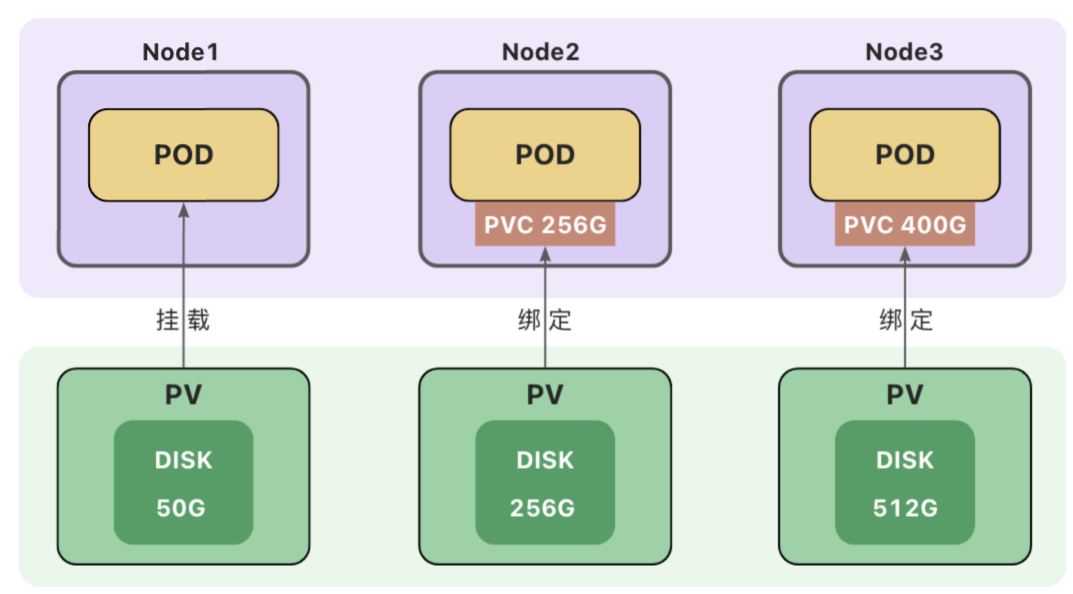 Node1
Node2
Node3
POD
POD
POD
PVC 256G
PVC 400G
挂载
绑定
绑定
PV
PV
PV
DISK
50G
DISK
256G
DISK
512G